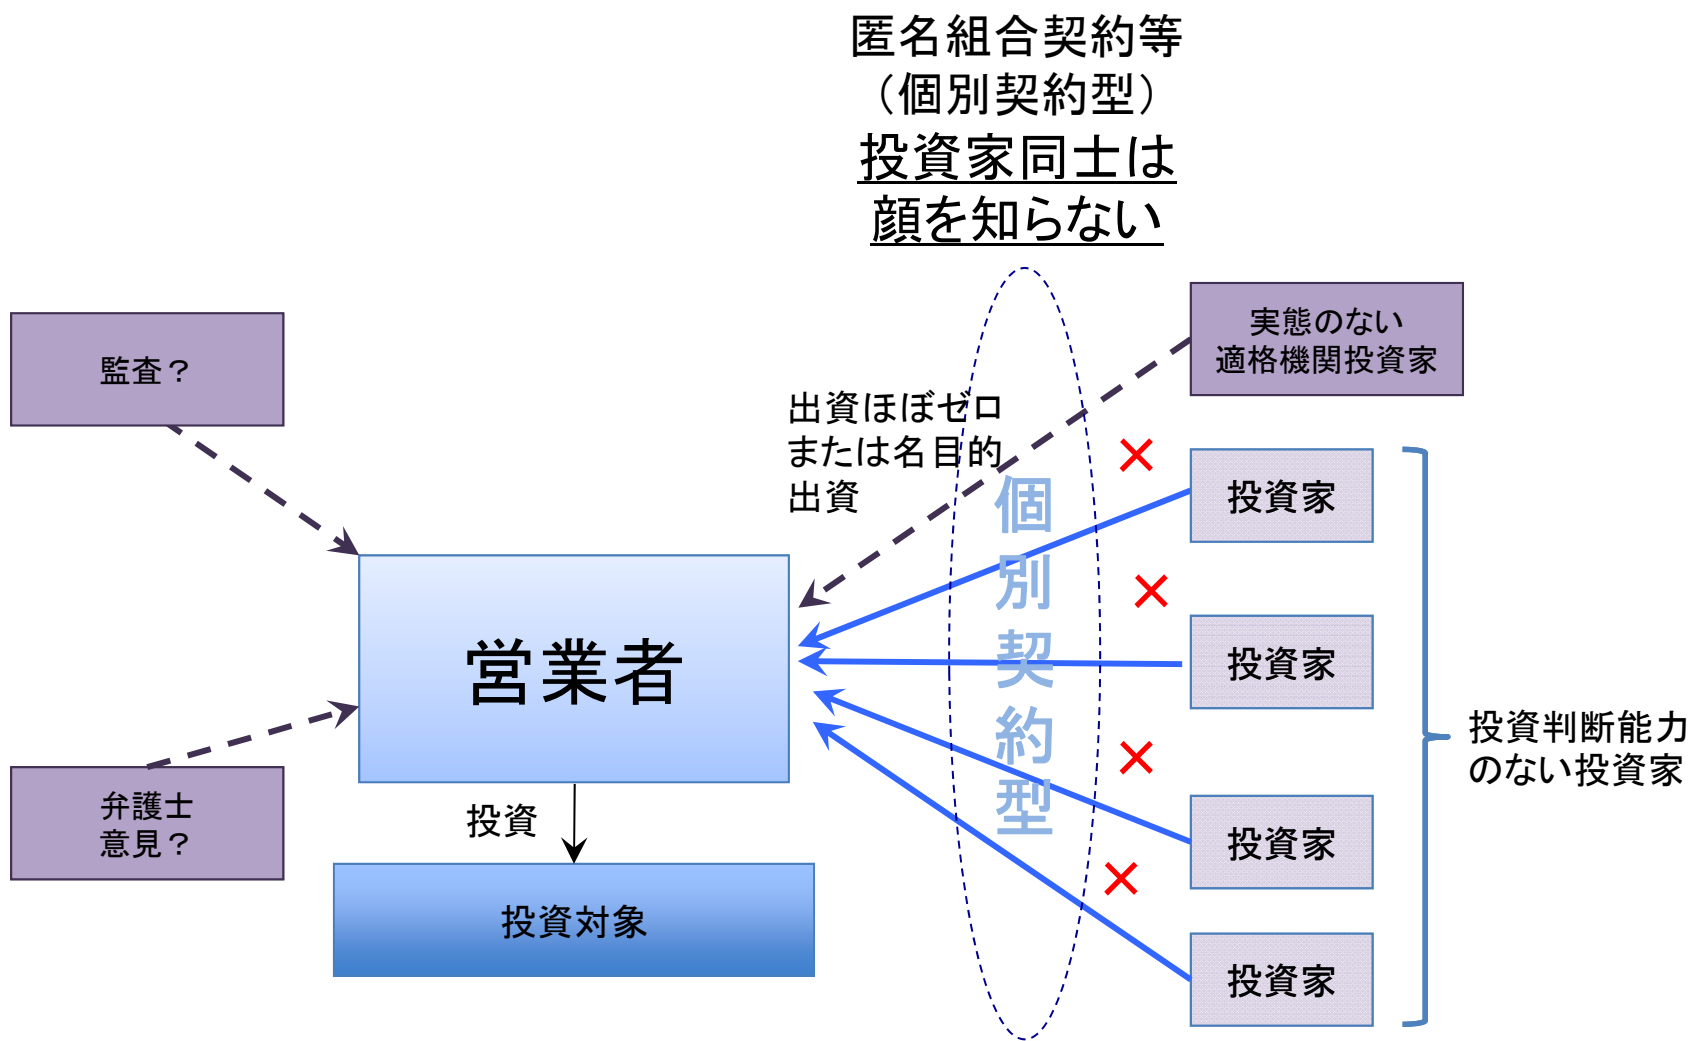 匿名組合契約等
（個別契約型）
投資家同士は
顔を知らない
実態のない
適格機関投資家
監査？
出資ほぼゼロ
または名目的
出資
個
別
契
約
型
投資家
投資家
営業者
投資判断能力
のない投資家
弁護士
意見？
投資
投資家
投資対象
投資家